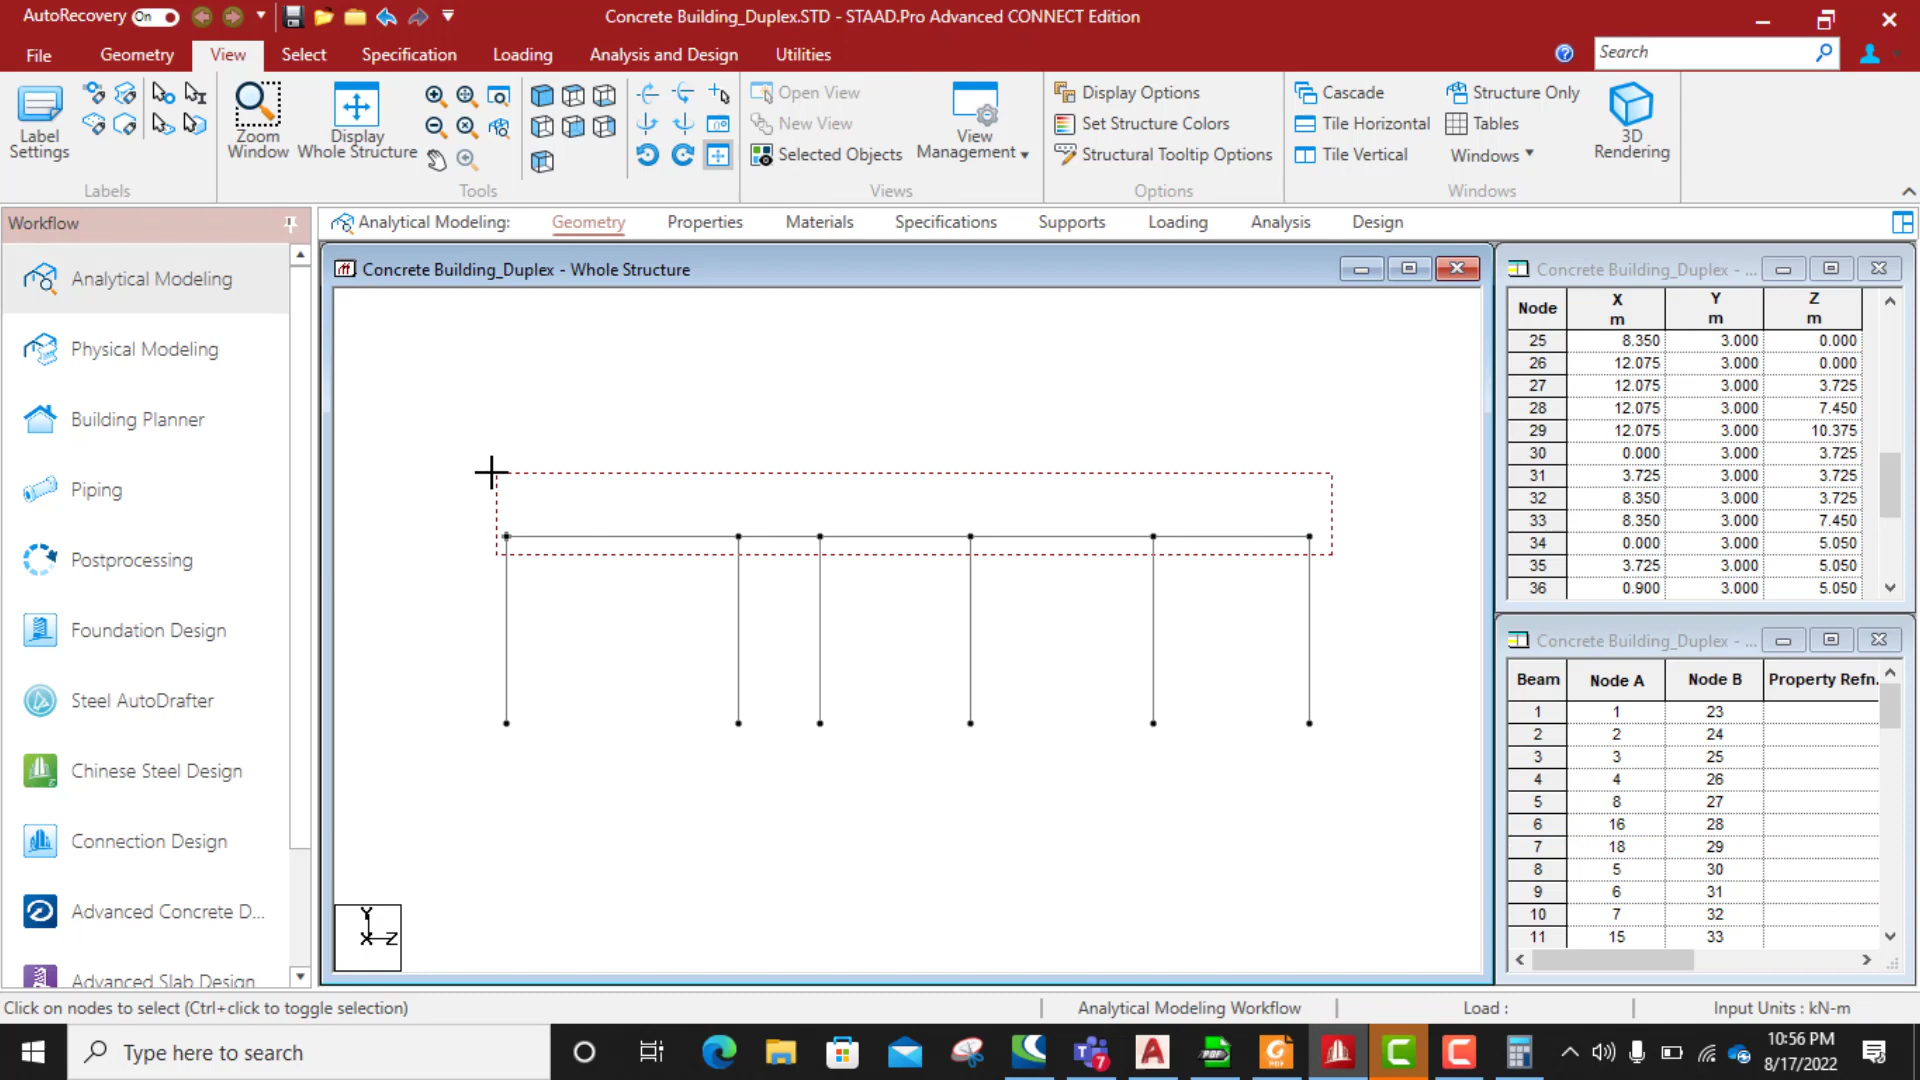 AutoRecovery On
Concrete Building_Duplex.STD - STAAD.Pro Advanced CONNECT Edition
File Geometry View Select Specification Loading Analysis and Design Utilities
Search
Label Settings
Zoom Window
Display Whole Structure
Open View
New View
Selected Objects
View Management
Display Options
Set Structure Colors
Structural Tooltip Options
Cascade
Tile Horizontal
Tile Vertical
Structure Only
Tables
Windows
3D Rendering
Labels Tools Views Options Windows
Workflow
Analytical Modeling
Physical Modeling
Building Planner
Piping
Postprocessing
Foundation Design
Steel AutoDrafter
Chinese Steel Design
Connection Design
Advanced Concrete D...
Advanced Slab Design
Analytical Modeling: Geometry Properties Materials Specifications Supports Loading Analysis Design
Concrete Building_Duplex - Whole Structure
Y
X Z
Concrete Building_Duplex - ...
Node X m Y m Z m
25 8.350 3.000 0.000
26 12.075 3.000 0.000
27 12.075 3.000 3.725
28 12.075 3.000 7.450
29 12.075 3.000 10.375
30 0.000 3.000 3.725
31 3.725 3.000 3.725
32 8.350 3.000 3.725
33 8.350 3.000 7.450
34 0.000 3.000 5.050
35 3.725 3.000 5.050
36 0.900 3.000 5.050
Concrete Building_Duplex - ...
Beam Node A Node B Property Refn.
1 1 23
2 2 24
3 3 25
4 4 26
5 8 27
6 16 28
7 18 29
8 5 30
9 6 31
10 7 32
11 15 33
Click on nodes to select (Ctrl+click to toggle selection)
Analytical Modeling Workflow
Load :
Input Units : kN-m
Type here to search
7
10:56 PM
8/17/2022